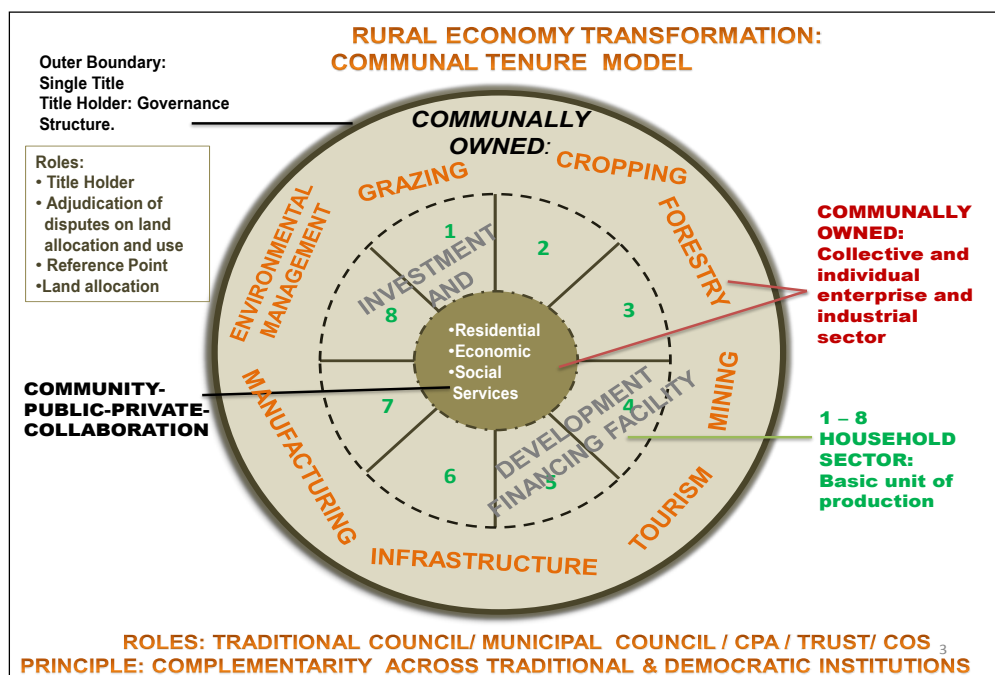 RURAL ECONOMY TRANSFORMATION:
COMMUNAL TENURE MODEL
Outer Boundary:
Single Title
Title Holder: Governance
Structure.
Roles:
• Title Holder
• Adjudication of
disputes on land
allocation and use
• Reference Point
•Land allocation
COMMUNITY-
PUBLIC-PRIVATE-
COLLABORATION
COMMUNALLY
OWNED:
GRAZING
CROPPING
FORESTRY
MINING
TOURISM
INFRASTRUCTURE
MANUFACTURING
ENVIRONMENTAL
MANAGEMENT
1
2
3
4
5
6
7
8
INVESTMENT
AND
DEVELOPMENT
FINANCING FACILITY
•Residential
•Economic
•Social
Services
COMMUNALLY
OWNED:
Collective and
individual
enterprise and
industrial
sector
1 – 8
HOUSEHOLD
SECTOR:
Basic unit of
production
ROLES: TRADITIONAL COUNCIL/ MUNICIPAL COUNCIL / CPA / TRUST/ COS
PRINCIPLE: COMPLEMENTARITY ACROSS TRADITIONAL & DEMOCRATIC INSTITUTIONS
3